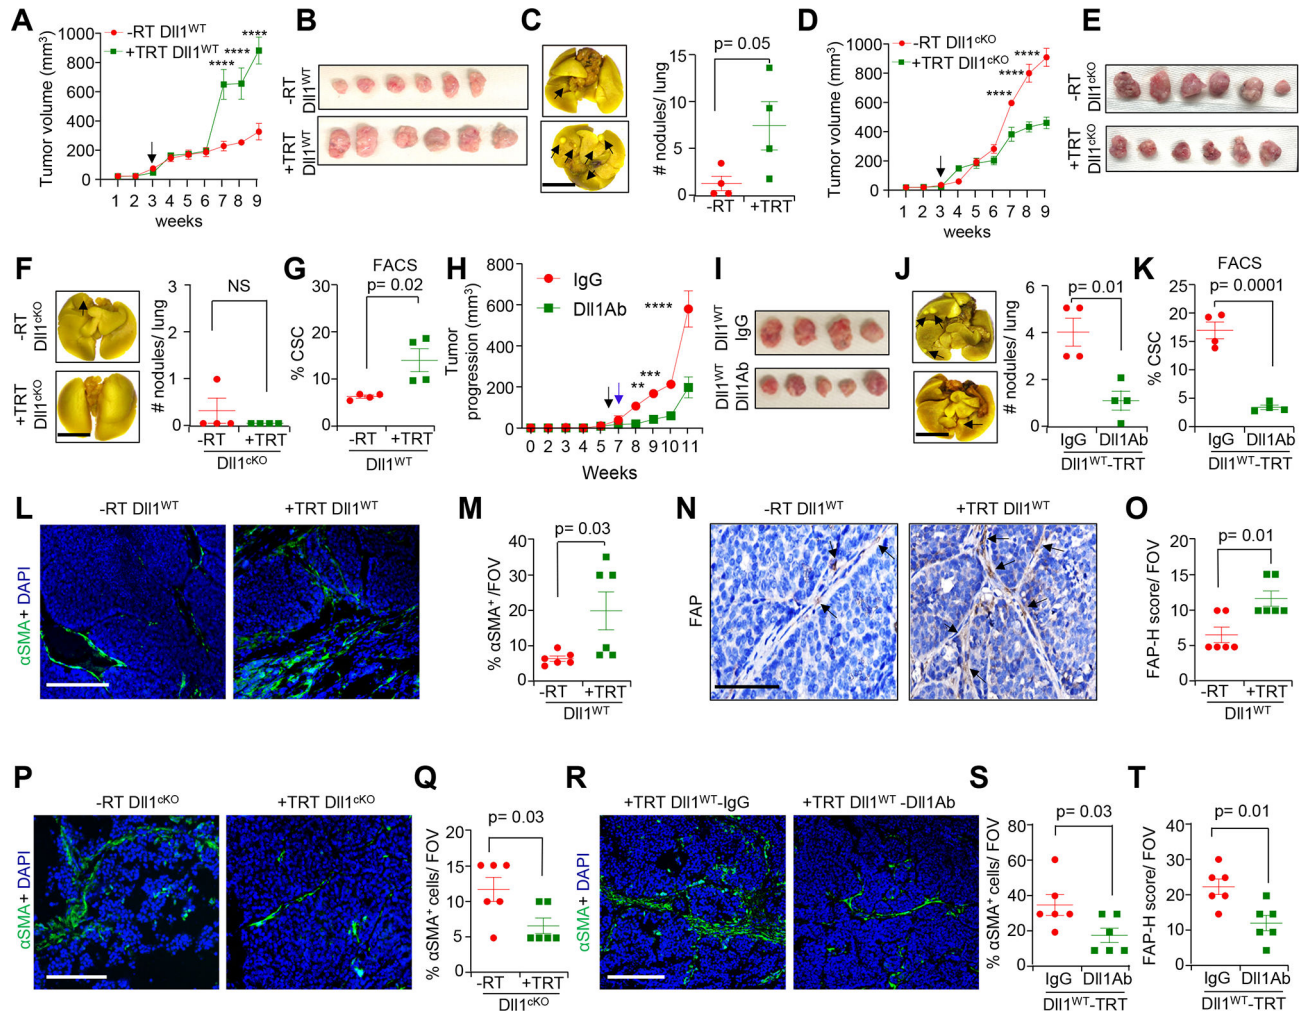 A
-RT Dll1WT
+TRT Dll1WT
Tumor volume (mm3)
1000
800
600
400
200
0
****
****
****
1 2 3 4 5 6 7 8 9
weeks
B
-RT
Dll1WT
+TRT
Dll1WT
C
p= 0.05
# nodules/ lung
15
10
5
0
-RT +TRT
D
-RT Dll1cKO
+TRT Dll1cKO
Tumor volume (mm3)
1000
800
600
400
200
0
****
****
****
1 2 3 4 5 6 7 8 9
weeks
E
-RT
Dll1cKO
+TRT
Dll1cKO
F
-RT
Dll1cKO
+TRT
Dll1cKO
NS
# nodules/ lung
3
2
1
0
-RT +TRT
Dll1cKO
G
FACS
p= 0.02
% CSC
30
20
10
0
-RT +TRT
Dll1WT
H
IgG
Dll1Ab
Tumor
progression (mm3)
800
600
400
200
0
**
***
****
0 2 3 4 5 6 7 8 9 10 11
Weeks
I
Dll1WT
IgG
Dll1WT
Dll1Ab
J
p= 0.01
# nodules/ lung
6
4
2
0
IgG Dll1Ab
Dll1WT-TRT
K
FACS
p= 0.0001
% CSC
25
20
15
10
5
0
IgG Dll1Ab
Dll1WT-TRT
L
-RT Dll1WT
+TRT Dll1WT
αSMA+ DAPI
M
p= 0.03
% αSMA+ /FOV
40
30
20
10
0
-RT +TRT
Dll1WT
N
-RT Dll1WT
+TRT Dll1WT
FAP
O
p= 0.01
FAP-H score/ FOV
20
15
10
5
0
-RT +TRT
Dll1WT
P
-RT Dll1cKO
+TRT Dll1cKO
αSMA+ DAPI
Q
p= 0.03
% αSMA+ cells/ FOV
20
15
10
5
0
-RT +TRT
Dll1cKO
R
+TRT Dll1WT-IgG
+TRT Dll1WT -Dll1Ab
αSMA+ DAPI
S
p= 0.03
% αSMA+ cells/ FOV
80
60
40
20
0
IgG Dll1Ab
Dll1WT-TRT
T
p= 0.01
FAP-H score/ FOV
40
30
20
10
0
IgG Dll1Ab
Dll1WT-TRT